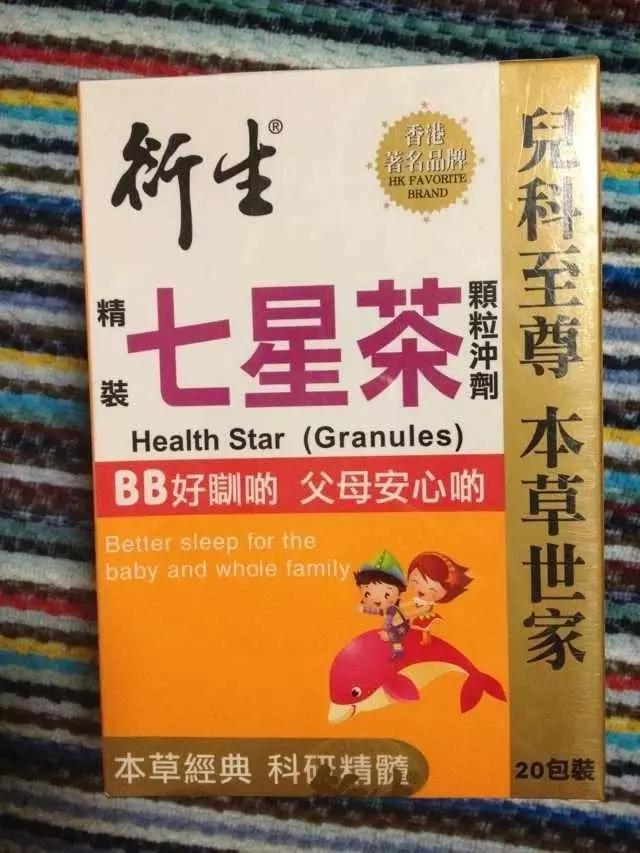 衍生®
香港
著名品牌
HK FAVORITE
BRAND
精裝
七星茶
顆粒沖劑
Health Star (Granules)
BB好瞓啲 父母安心啲
Better sleep for the
baby and whole family
本草經典 科研精髓
兒科至尊 本草世家
20包裝